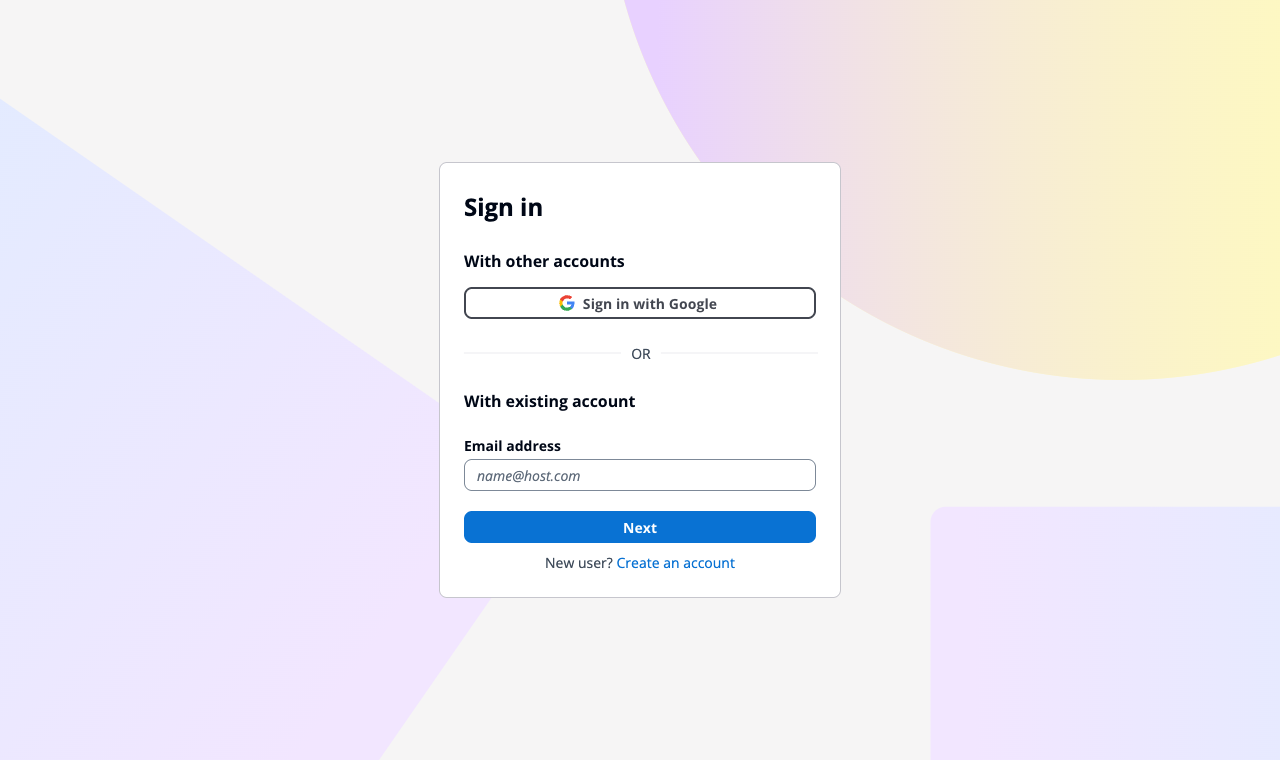 Sign in
With other accounts
Sign in with Google
OR
With existing account
Email address
name@host.com
Next
New user? Create an account